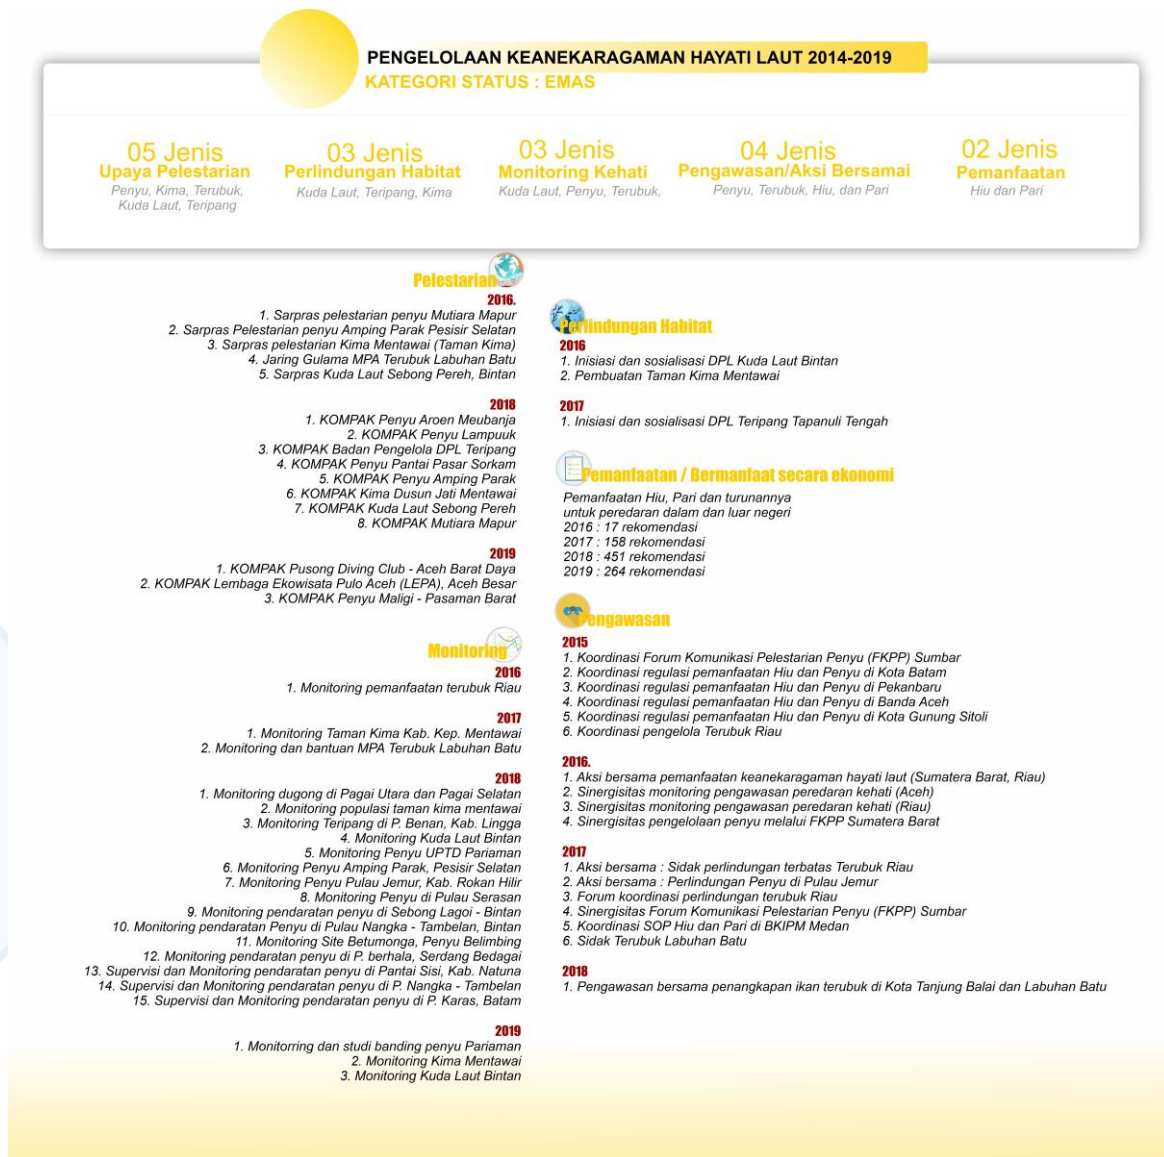 PENGELOLAAN KEANEKARAGAMAN HAYATI LAUT 2014-2019
KATEGORI STATUS : EMAS
05 Jenis
Upaya Pelestarian
Penyu, Kima, Terubuk,
Kuda Laut, Teripang
03 Jenis
Perlindungan Habitat
Kuda Laut, Teripang, Kima
03 Jenis
Monitoring Kehati
Kuda Laut, Penyu, Terubuk,
04 Jenis
Pengawasan/Aksi Bersamai
Penyu, Terubuk, Hiu, dan Pari
02 Jenis
Pemanfaatan
Hiu dan Pari
Pelestarian
2016.
1. Sarpras pelestarian penyu Mutiara Mapur
2. Sarpras Pelestarian penyu Amping Parak Pesisir Selatan
3. Sarpras pelestarian Kima Mentawai (Taman Kima)
4. Jaring Gulama MPA Terubuk Labuhan Batu
5. Sarpras Kuda Laut Sebong Pereh, Bintan
2018
1. KOMPAK Penyu Aroen Meubanja
2. KOMPAK Penyu Lampuuk
3. KOMPAK Badan Pengelola DPL Teripang
4. KOMPAK Penyu Pantai Pasar Sorkam
5. KOMPAK Penyu Amping Parak
6. KOMPAK Kima Dusun Jati Mentawai
7. KOMPAK Kuda Laut Sebong Pereh
8. KOMPAK Mutiara Mapur
2019
1. KOMPAK Pusong Diving Club - Aceh Barat Daya
2. KOMPAK Lembaga Ekowisata Pulo Aceh (LEPA), Aceh Besar
3. KOMPAK Penyu Maligi - Pasaman Barat
Monitoring
2016
1. Monitoring pemanfaatan terubuk Riau
2017
1. Monitoring Taman Kima Kab. Kep. Mentawai
2. Monitoring dan bantuan MPA Terubuk Labuhan Batu
2018
1. Monitoring dugong di Pagai Utara dan Pagai Selatan
2. Monitoring populasi taman kima mentawai
3. Monitoring Teripang di P. Benan, Kab. Lingga
4. Monitoring Kuda Laut Bintan
5. Monitoring Penyu UPTD Pariaman
6. Monitoring Penyu Amping Parak, Pesisir Selatan
7. Monitoring Penyu Pulau Jemur, Kab. Rokan Hilir
8. Monitoring Penyu di Pulau Serasan
9. Monitoring pendaratan penyu di Sebong Lagoi - Bintan
10. Monitoring pendaratan Penyu di Pulau Nangka - Tambelan, Bintan
11. Monitoring Site Betumonga, Penyu Belimbing
12. Monitoring pendaratan penyu di P. berhala, Serdang Bedagai
13. Supervisi dan Monitoring pendaratan penyu di Pantai Sisi, Kab. Natuna
14. Supervisi dan Monitoring pendaratan penyu di P. Nangka - Tambelan
15. Supervisi dan Monitoring pendaratan penyu di P. Karas, Batam
2019
1. Monitorring dan studi banding penyu Pariaman
2. Monitoring Kima Mentawai
3. Monitoring Kuda Laut Bintan
Perlindungan Habitat
2016
1. Inisiasi dan sosialisasi DPL Kuda Laut Bintan
2. Pembuatan Taman Kima Mentawai
2017
1. Inisiasi dan sosialisasi DPL Teripang Tapanuli Tengah
Pemanfaatan / Bermanfaat secara ekonomi
Pemanfaatan Hiu, Pari dan turunannya
untuk peredaran dalam dan luar negeri
2016 : 17 rekomendasi
2017 : 158 rekomendasi
2018 : 451 rekomendasi
2019 : 264 rekomendasi
Pengawasan
2015
1. Koordinasi Forum Komunikasi Pelestarian Penyu (FKPP) Sumbar
2. Koordinasi regulasi pemanfaatan Hiu dan Penyu di Kota Batam
3. Koordinasi regulasi pemanfaatan Hiu dan Penyu di Pekanbaru
4. Koordinasi regulasi pemanfaatan Hiu dan Penyu di Banda Aceh
5. Koordinasi regulasi pemanfaatan Hiu dan Penyu di Kota Gunung Sitoli
6. Koordinasi pengelola Terubuk Riau
2016.
1. Aksi bersama pemanfaatan keanekaragaman hayati laut (Sumatera Barat, Riau)
2. Sinergisitas monitoring pengawasan peredaran kehati (Aceh)
3. Sinergisitas monitoring pengawasan peredaran kehati (Riau)
4. Sinergisitas pengelolaan penyu melalui FKPP Sumatera Barat
2017
1. Aksi bersama : Sidak perlindungan terbatas Terubuk Riau
2. Aksi bersama : Perlindungan Penyu di Pulau Jemur
3. Forum koordinasi perlindungan terubuk Riau
4. Sinergisitas Forum Komunikasi Pelestarian Penyu (FKPP) Sumbar
5. Koordinasi SOP Hiu dan Pari di BKIPM Medan
6. Sidak Terubuk Labuhan Batu
2018
1. Pengawasan bersama penangkapan ikan terubuk di Kota Tanjung Balai dan Labuhan Batu